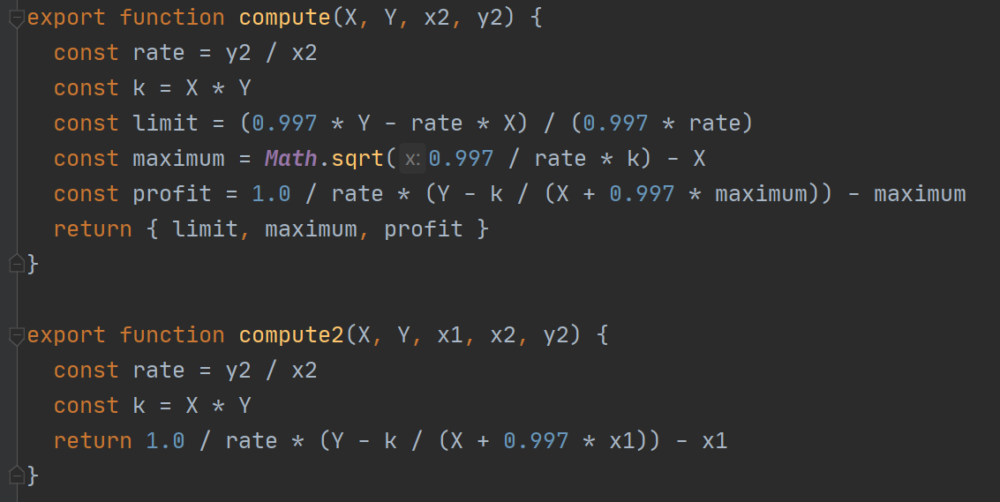 export function compute(X, Y, x2, y2) {
  const rate = y2 / x2
  const k = X * Y
  const limit = (0.997 * Y - rate * X) / (0.997 * rate)
  const maximum = Math.sqrt( x: 0.997 / rate * k) - X
  const profit = 1.0 / rate * (Y - k / (X + 0.997 * maximum)) - maximum
  return { limit, maximum, profit }
}

export function compute2(X, Y, x1, x2, y2) {
  const rate = y2 / x2
  const k = X * Y
  return 1.0 / rate * (Y - k / (X + 0.997 * x1)) - x1
}